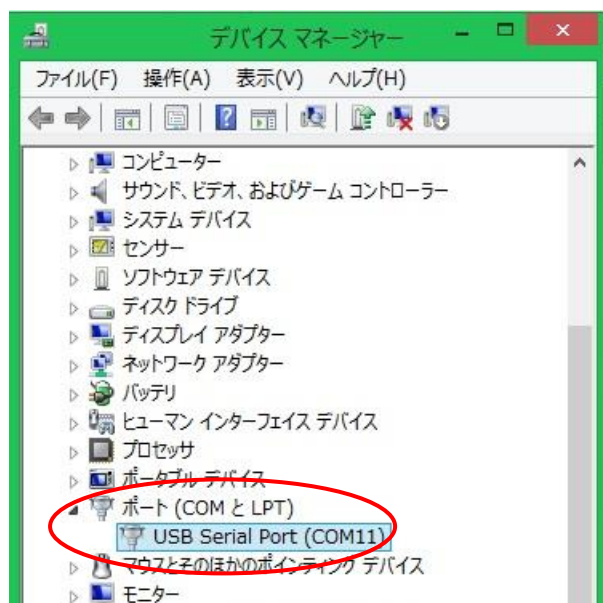 デバイス マネージャー
ファイル(F) 操作(A) 表示(V) ヘルプ(H)
コンピューター
サウンド、ビデオ、およびゲーム コントローラー
システム デバイス
センサー
ソフトウェア デバイス
ディスク ドライブ
ディスプレイ アダプター
ネットワーク アダプター
バッテリ
ヒューマン インターフェイス デバイス
プロセッサ
ポータブル デバイス
ポート (COM と LPT)
USB Serial Port (COM11)
マウスとそのほかのポインティング デバイス
モニター